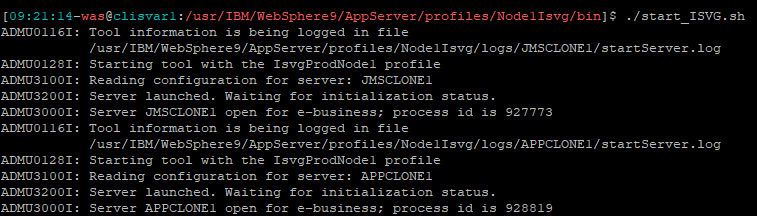 [09:21:14-was@clisvar1:/usr/IBM/WebSphere9/AppServer/profiles/Node1Isvg/bin]$ ./start_ISVG.sh
ADMU0116I: Tool information is being logged in file
/usr/IBM/WebSphere9/AppServer/profiles/Node1Isvg/logs/JMSCLONE1/startServer.log
ADMU0128I: Starting tool with the IsvgProdNode1 profile
ADMU3100I: Reading configuration for server: JMSCLONE1
ADMU3200I: Server launched. Waiting for initialization status.
ADMU3000I: Server JMSCLONE1 open for e-business; process id is 927773
ADMU0116I: Tool information is being logged in file
/usr/IBM/WebSphere9/AppServer/profiles/Node1Isvg/logs/APPCLONE1/startServer.log
ADMU0128I: Starting tool with the IsvgProdNode1 profile
ADMU3100I: Reading configuration for server: APPCLONE1
ADMU3200I: Server launched. Waiting for initialization status.
ADMU3000I: Server APPCLONE1 open for e-business; process id is 928819